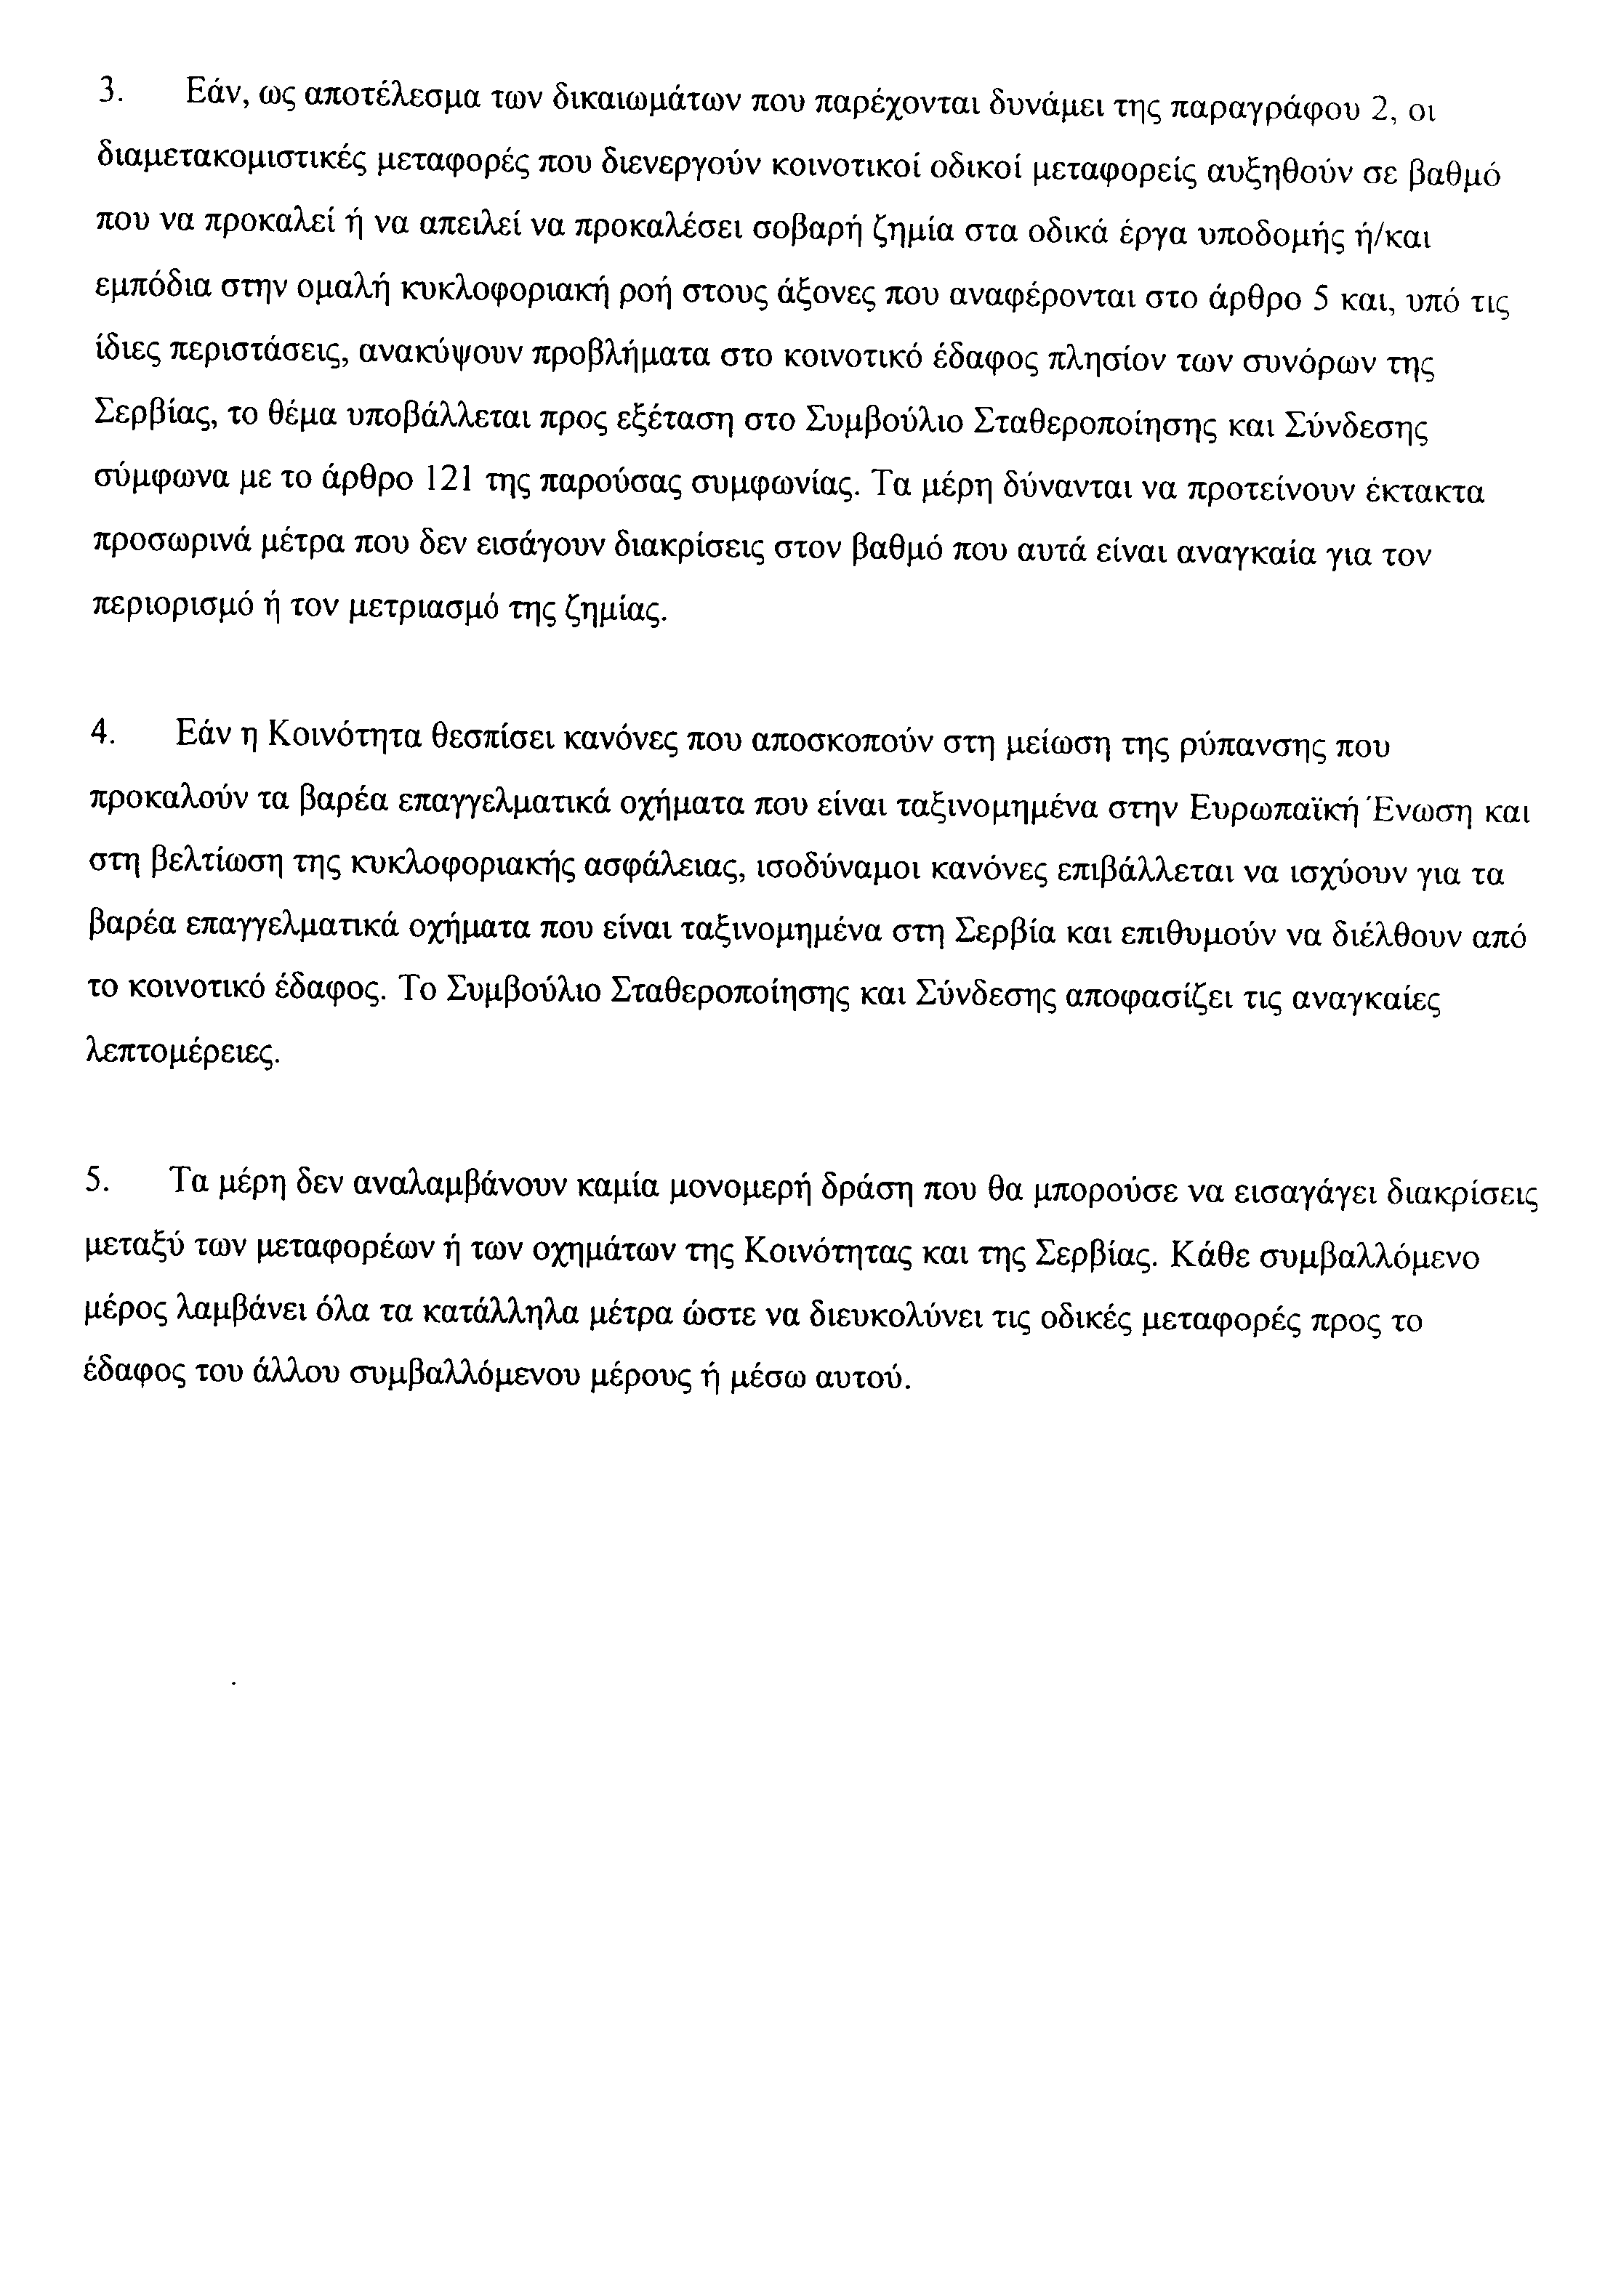 3. Εάν, ως αποτέλεσμα των δικαιωμάτων που παρέχονται δυνάμει της παραγράφου 2, οι
διαμετακομιστικές μεταφορές που διενεργούν κοινοτικοί οδικοί μεταφορείς αυξηθούν σε βαθμό
που να προκαλεί ή να απειλεί να προκαλέσει σοβαρή ζημία στα οδικά έργα υποδομής ή/και
εμπόδια στην ομαλή κυκλοφοριακή ροή στους άξονες που αναφέρονται στο άρθρο 5 και, υπό τις
ίδιες περιστάσεις, ανακύψουν προβλήματα στο κοινοτικό έδαφος πλησίον των συνόρων της
Σερβίας, το θέμα υποβάλλεται προς εξέταση στο Συμβούλιο Σταθεροποίησης και Σύνδεσης
σύμφωνα με το άρθρο 121 της παρούσας συμφωνίας. Τα μέρη δύνανται να προτείνουν έκτακτα
προσωρινά μέτρα που δεν εισάγουν διακρίσεις στον βαθμό που αυτά είναι αναγκαία για τον
περιορισμό ή τον μετριασμό της ζημίας.
4. Εάν η Κοινότητα θεσπίσει κανόνες που αποσκοπούν στη μείωση της ρύπανσης που
προκαλούν τα βαρέα επαγγελματικά οχήματα που είναι ταξινομημένα στην Ευρωπαϊκή Ένωση και
στη βελτίωση της κυκλοφοριακής ασφάλειας, ισοδύναμοι κανόνες επιβάλλεται να ισχύουν για τα
βαρέα επαγγελματικά οχήματα που είναι ταξινομημένα στη Σερβία και επιθυμούν να διέλθουν από
το κοινοτικό έδαφος. Το Συμβούλιο Σταθεροποίησης και Σύνδεσης αποφασίζει τις αναγκαίες
λεπτομέρειες.
5. Τα μέρη δεν αναλαμβάνουν καμία μονομερή δράση που θα μπορούσε να εισαγάγει διακρίσεις
μεταξύ των μεταφορέων ή των οχημάτων της Κοινότητας και της Σερβίας. Κάθε συμβαλλόμενο
μέρος λαμβάνει όλα τα κατάλληλα μέτρα ώστε να διευκολύνει τις οδικές μεταφορές προς το
έδαφος του άλλου συμβαλλόμενου μέρους ή μέσω αυτού.